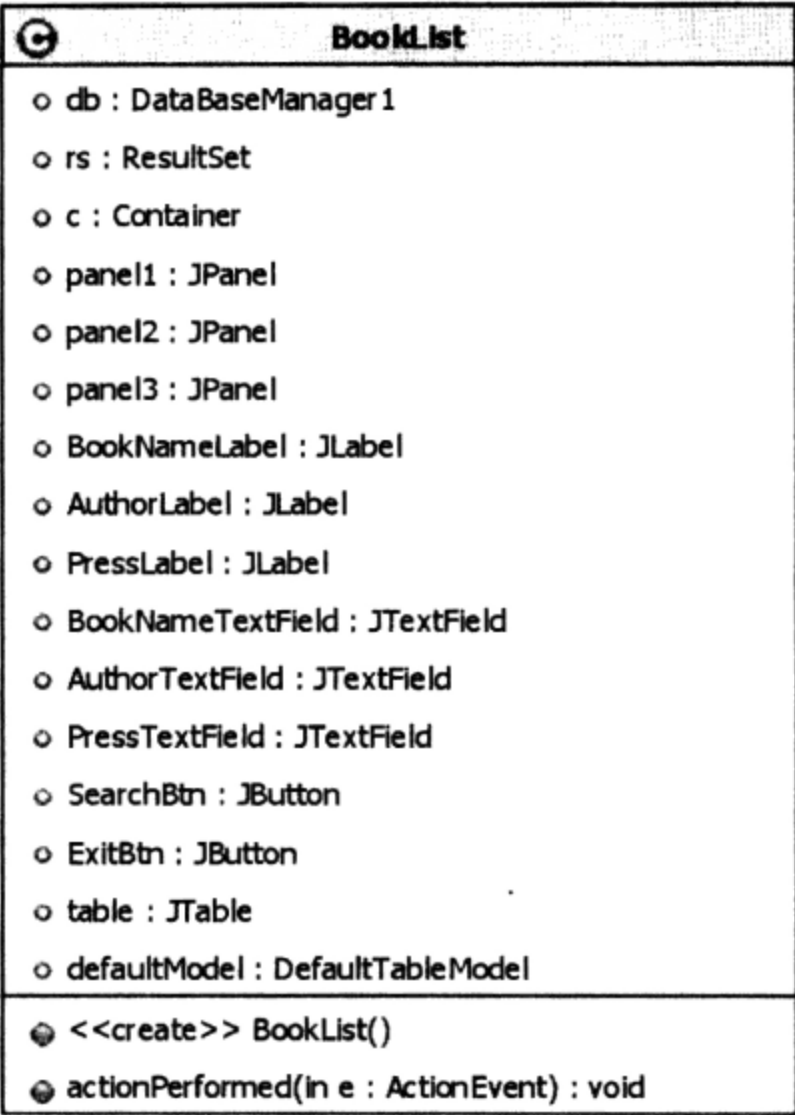 C BookList
db : DataBaseManager1
rs : ResultSet
c : Container
panel1 : JPanel
panel2 : JPanel
panel3 : JPanel
BookNameLabel : JLabel
AuthorLabel : JLabel
PressLabel : JLabel
BookNameTextField : JTextField
AuthorTextField : JTextField
PressTextField : JTextField
SearchBtn : JButton
ExitBtn : JButton
table : JTable
defaultModel : DefaultTableModel
<<create>> BookList()
actionPerformed(in e : ActionEvent) : void